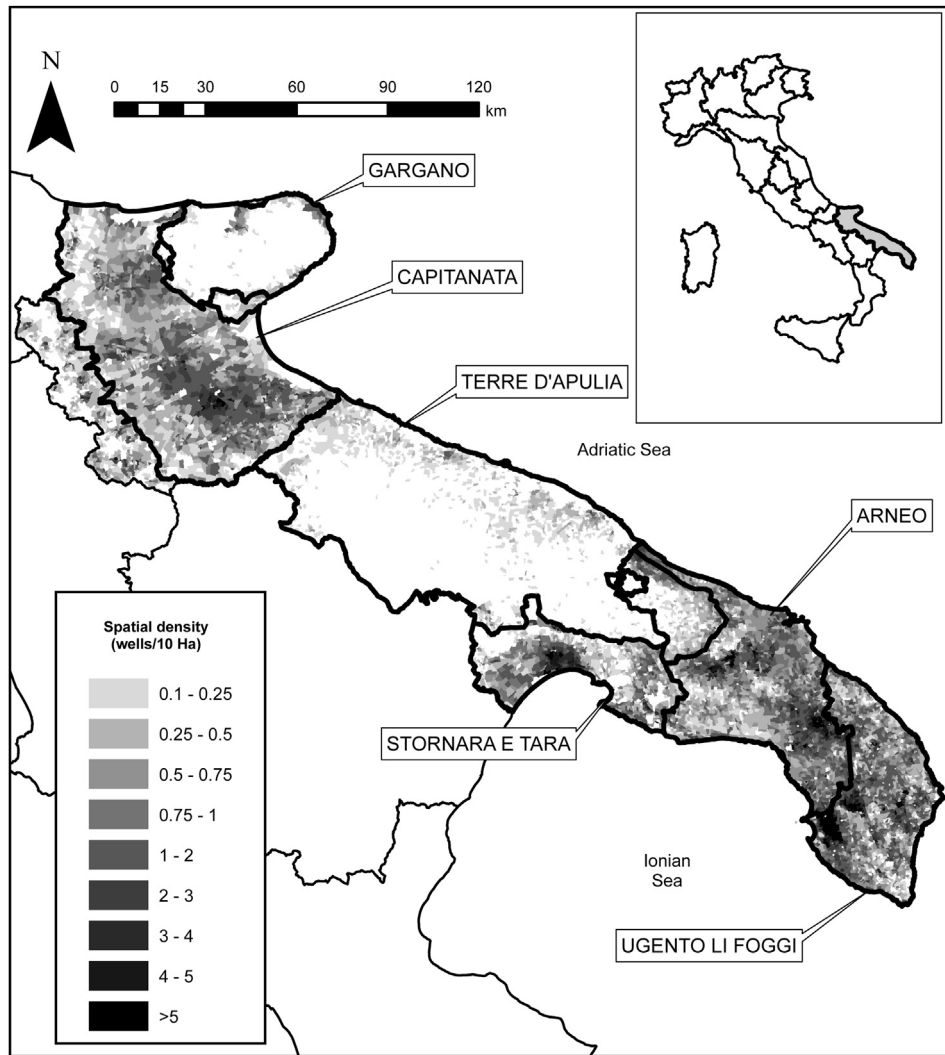 N
0 15 30 60 90 120
km
GARGANO
CAPITANATA
TERRE D'APULIA
Adriatic Sea
ARNEO
STORNARA E TARA
Ionian
Sea
UGENTO LI FOGGI
Spatial density
(wells/10 Ha)
0.1 - 0.25
0.25 - 0.5
0.5 - 0.75
0.75 - 1
1 - 2
2 - 3
3 - 4
4 - 5
>5